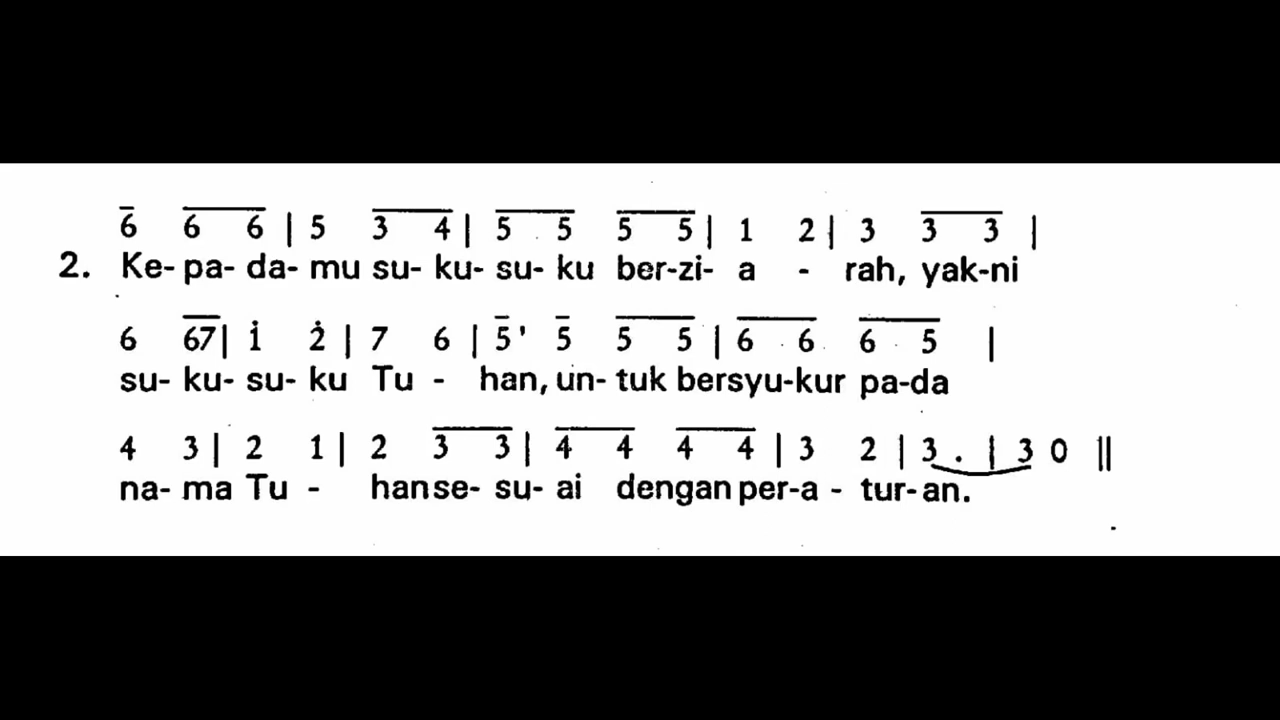 6 6 6 | 5 3 4 | 5 5 5 5 | 1 2 | 3 3 3 |
2. Ke- pa- da- mu su- ku- su- ku ber-zi- a - rah, yak-ni
6 67 | 1̇ 2̇ | 7 6 | 5' 5 5 5 | 6 6 6 5 |
su- ku- su- ku Tu - han, un- tuk bersyu-kur pa-da
4 3 | 2 1 | 2 3 3 | 4 4 4 4 | 3 2 | 3 . | 3 0 ||
na- ma Tu - han se- su- ai dengan per-a - tur-an.